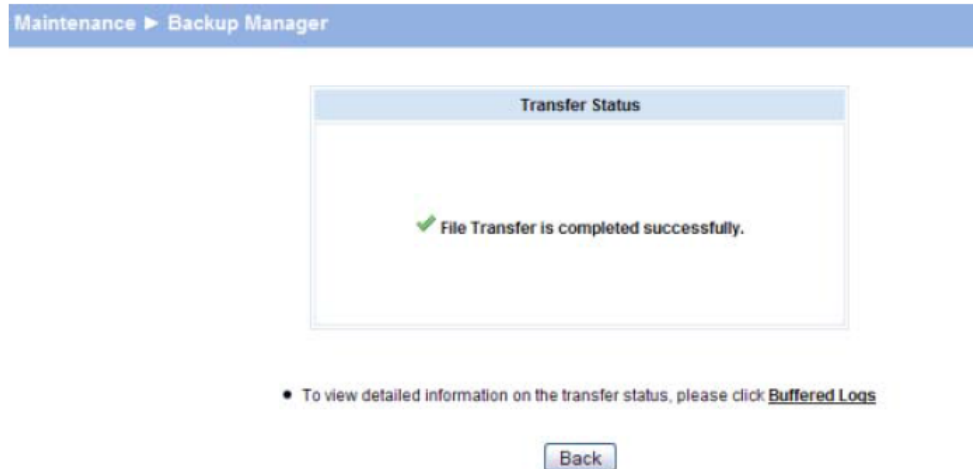 Maintenance ► Backup Manager
Transfer Status
File Transfer is completed successfully.
• To view detailed information on the transfer status, please click Buffered Logs
Back